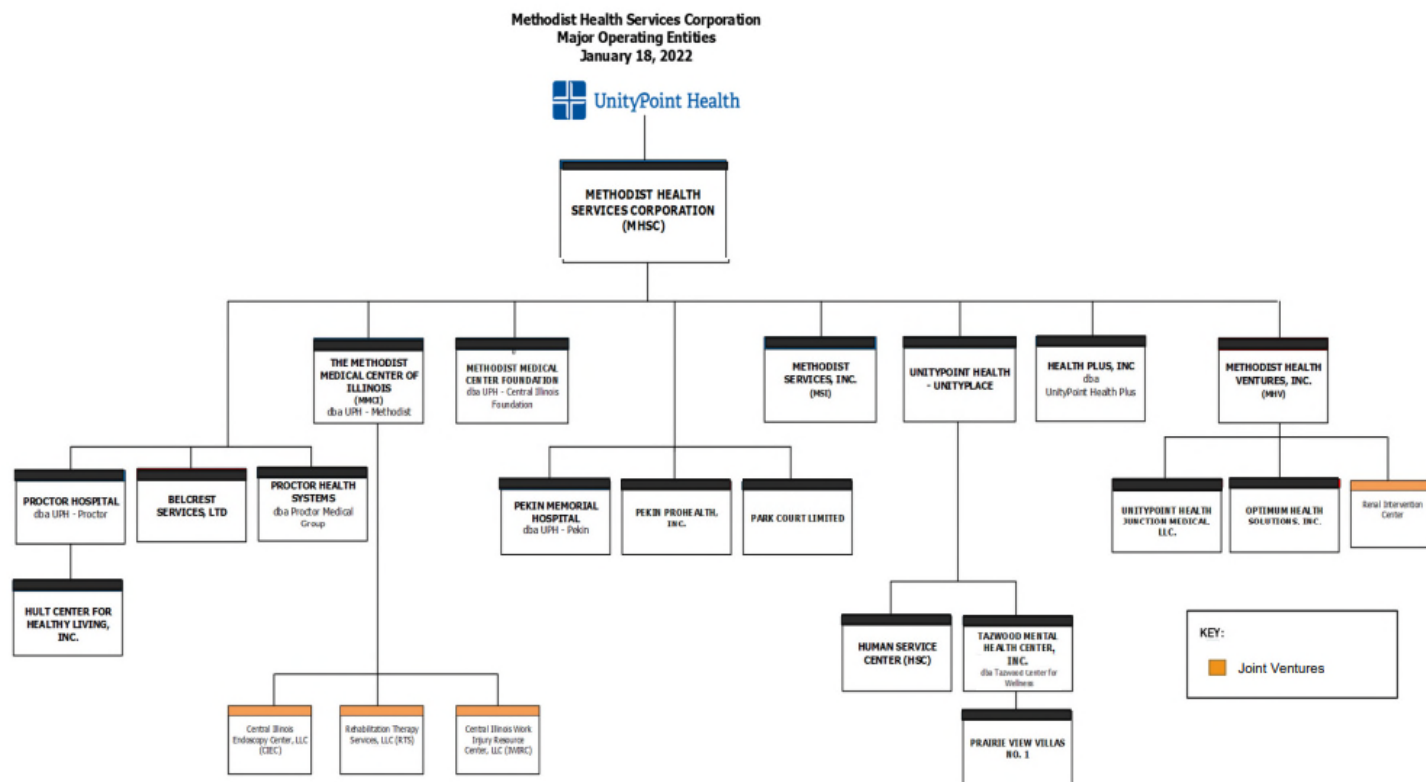 Methodist Health Services Corporation
Major Operating Entities
January 18, 2022
UnityPoint Health
METHODIST HEALTH
SERVICES CORPORATION
(MHSC)
THE METHODIST
MEDICAL CENTER OF
ILLINOIS
(MMCI)
dba UPH - Methodist
METHODIST MEDICAL
CENTER FOUNDATION
dba UPH - Central Illinois
Foundation
METHODIST
SERVICES, INC.
(MSI)
UNITYPOINT HEALTH
- UNITYPLACE
HEALTH PLUS, INC
dba
UnityPoint Health Plus
METHODIST HEALTH
VENTURES, INC.
(MHV)
PROCTOR HOSPITAL
dba UPH - Proctor
BELCREST
SERVICES, LTD
PROCTOR HEALTH
SYSTEMS
dba Proctor Medical
Group
PEKIN MEMORIAL
HOSPITAL
dba UPH - Pekin
PEKIN PROHEALTH,
INC.
PARK COURT LIMITED
UNITYPOINT HEALTH
JUNCTION MEDICAL,
LLC.
OPTIMUM HEALTH
SOLUTIONS, INC.
Renal Intervention
Center
HULT CENTER FOR
HEALTHY LIVING,
INC.
HUMAN SERVICE
CENTER (HSC)
TAZWOOD MENTAL
HEALTH CENTER,
INC.
dba Tazwood Center for
Wellness
KEY:
Joint Ventures
Central Illinois
Endoscopy Center, LLC
(CIEC)
Rehabilitation Therapy
Services, LLC (RTS)
Central Illinois Work
Injury Resource
Center, LLC (IWIRC)
PRAIRIE VIEW VILLAS
NO. 1